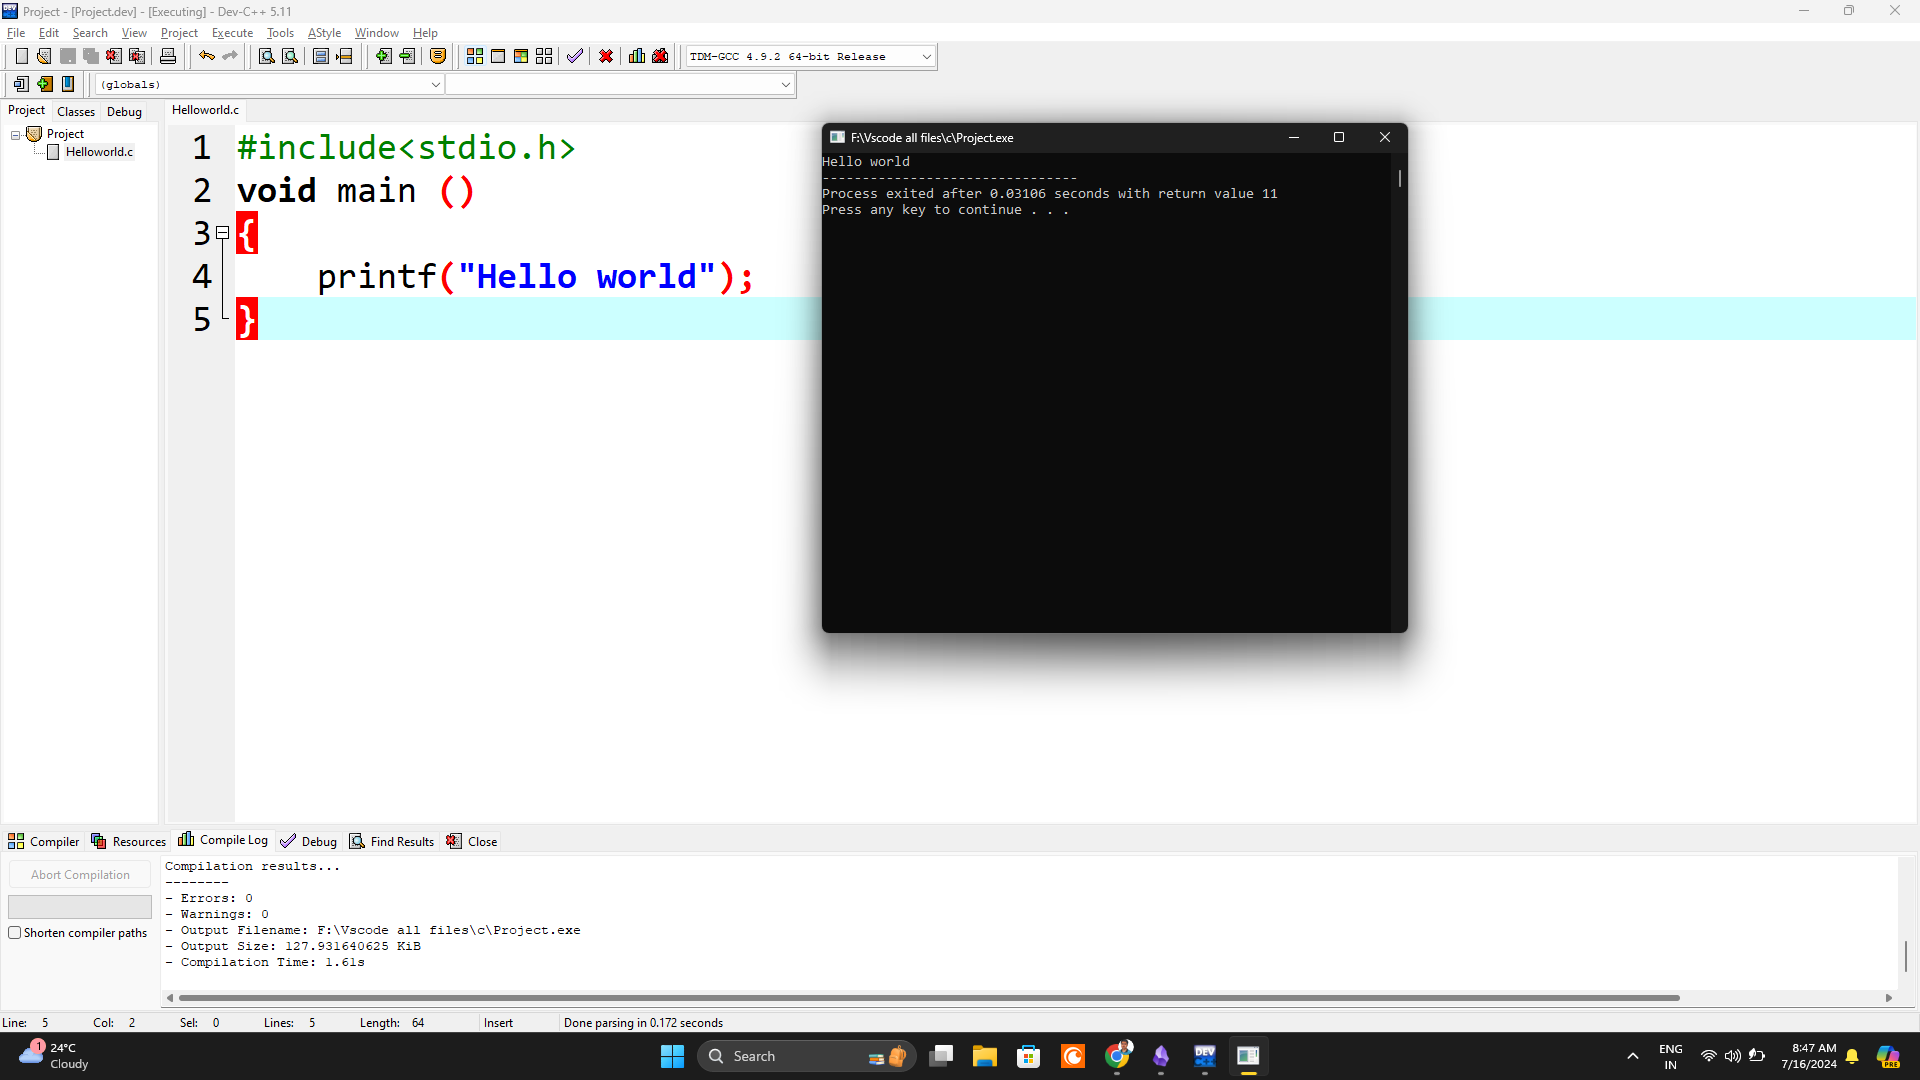 Project - [Project.dev] - [Executing] - Dev-C++ 5.11
File Edit Search View Project Execute Tools AStyle Window Help
TDM-GCC 4.9.2 64-bit Release
(globals)
Project Classes Debug
Helloworld.c
Project
Helloworld.c
1 #include<stdio.h>
2 void main ()
3 {
4 printf("Hello world");
5 }
F:\Vscode all files\c\Project.exe
Hello world
--------------------------------
Process exited after 0.03106 seconds with return value 11
Press any key to continue . . .
Compiler Resources Compile Log Debug Find Results Close
Abort Compilation
Shorten compiler paths
Compilation results...
--------
- Errors: 0
- Warnings: 0
- Output Filename: F:\Vscode all files\c\Project.exe
- Output Size: 127.931640625 KiB
- Compilation Time: 1.61s
Line: 5 Col: 2 Sel: 0 Lines: 5 Length: 64 Insert Done parsing in 0.172 seconds
1
24°C
Cloudy
Search
DEV
PRE
ENG
IN
8:47 AM
7/16/2024